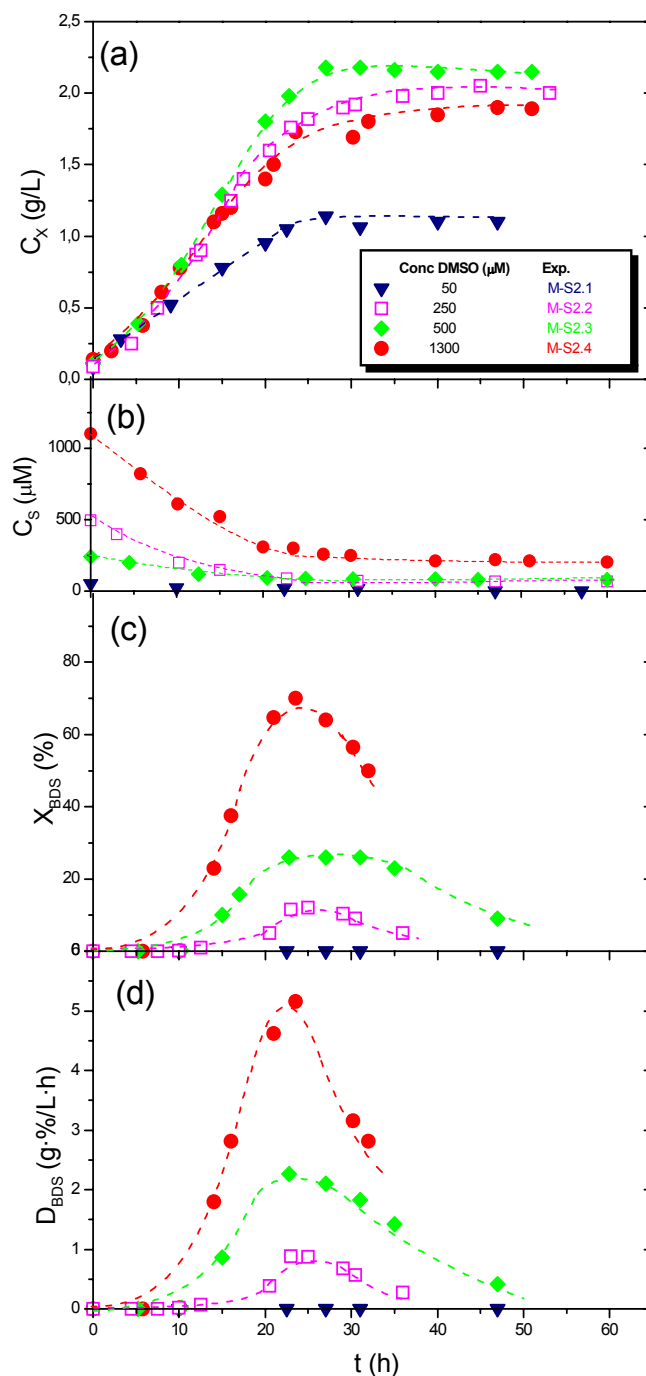 (a)
2,5
2,0
1,5
1,0
0,5
0,0
C_X (g/L)
Conc DMSO (μM) Exp.
50 M-S2.1
250 M-S2.2
500 M-S2.3
1300 M-S2.4
(b)
1000
500
0
C_S (μM)
(c)
80
60
40
20
0
X_BDS (%)
(d)
5
4
3
2
1
0
D_BDS (g·%/L·h)
0 10 20 30 40 50 60
t (h)